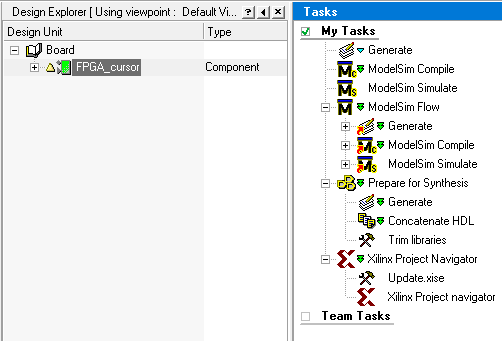 Design Explorer [ Using viewpoint : Default Vi...
Design Unit Type
Board
FPGA_cursor Component
Tasks
My Tasks
Generate
ModelSim Compile
ModelSim Simulate
ModelSim Flow
Generate
ModelSim Compile
ModelSim Simulate
Prepare for Synthesis
Generate
Concatenate HDL
Trim libraries
Xilinx Project Navigator
Update.xise
Xilinx Project navigator
Team Tasks